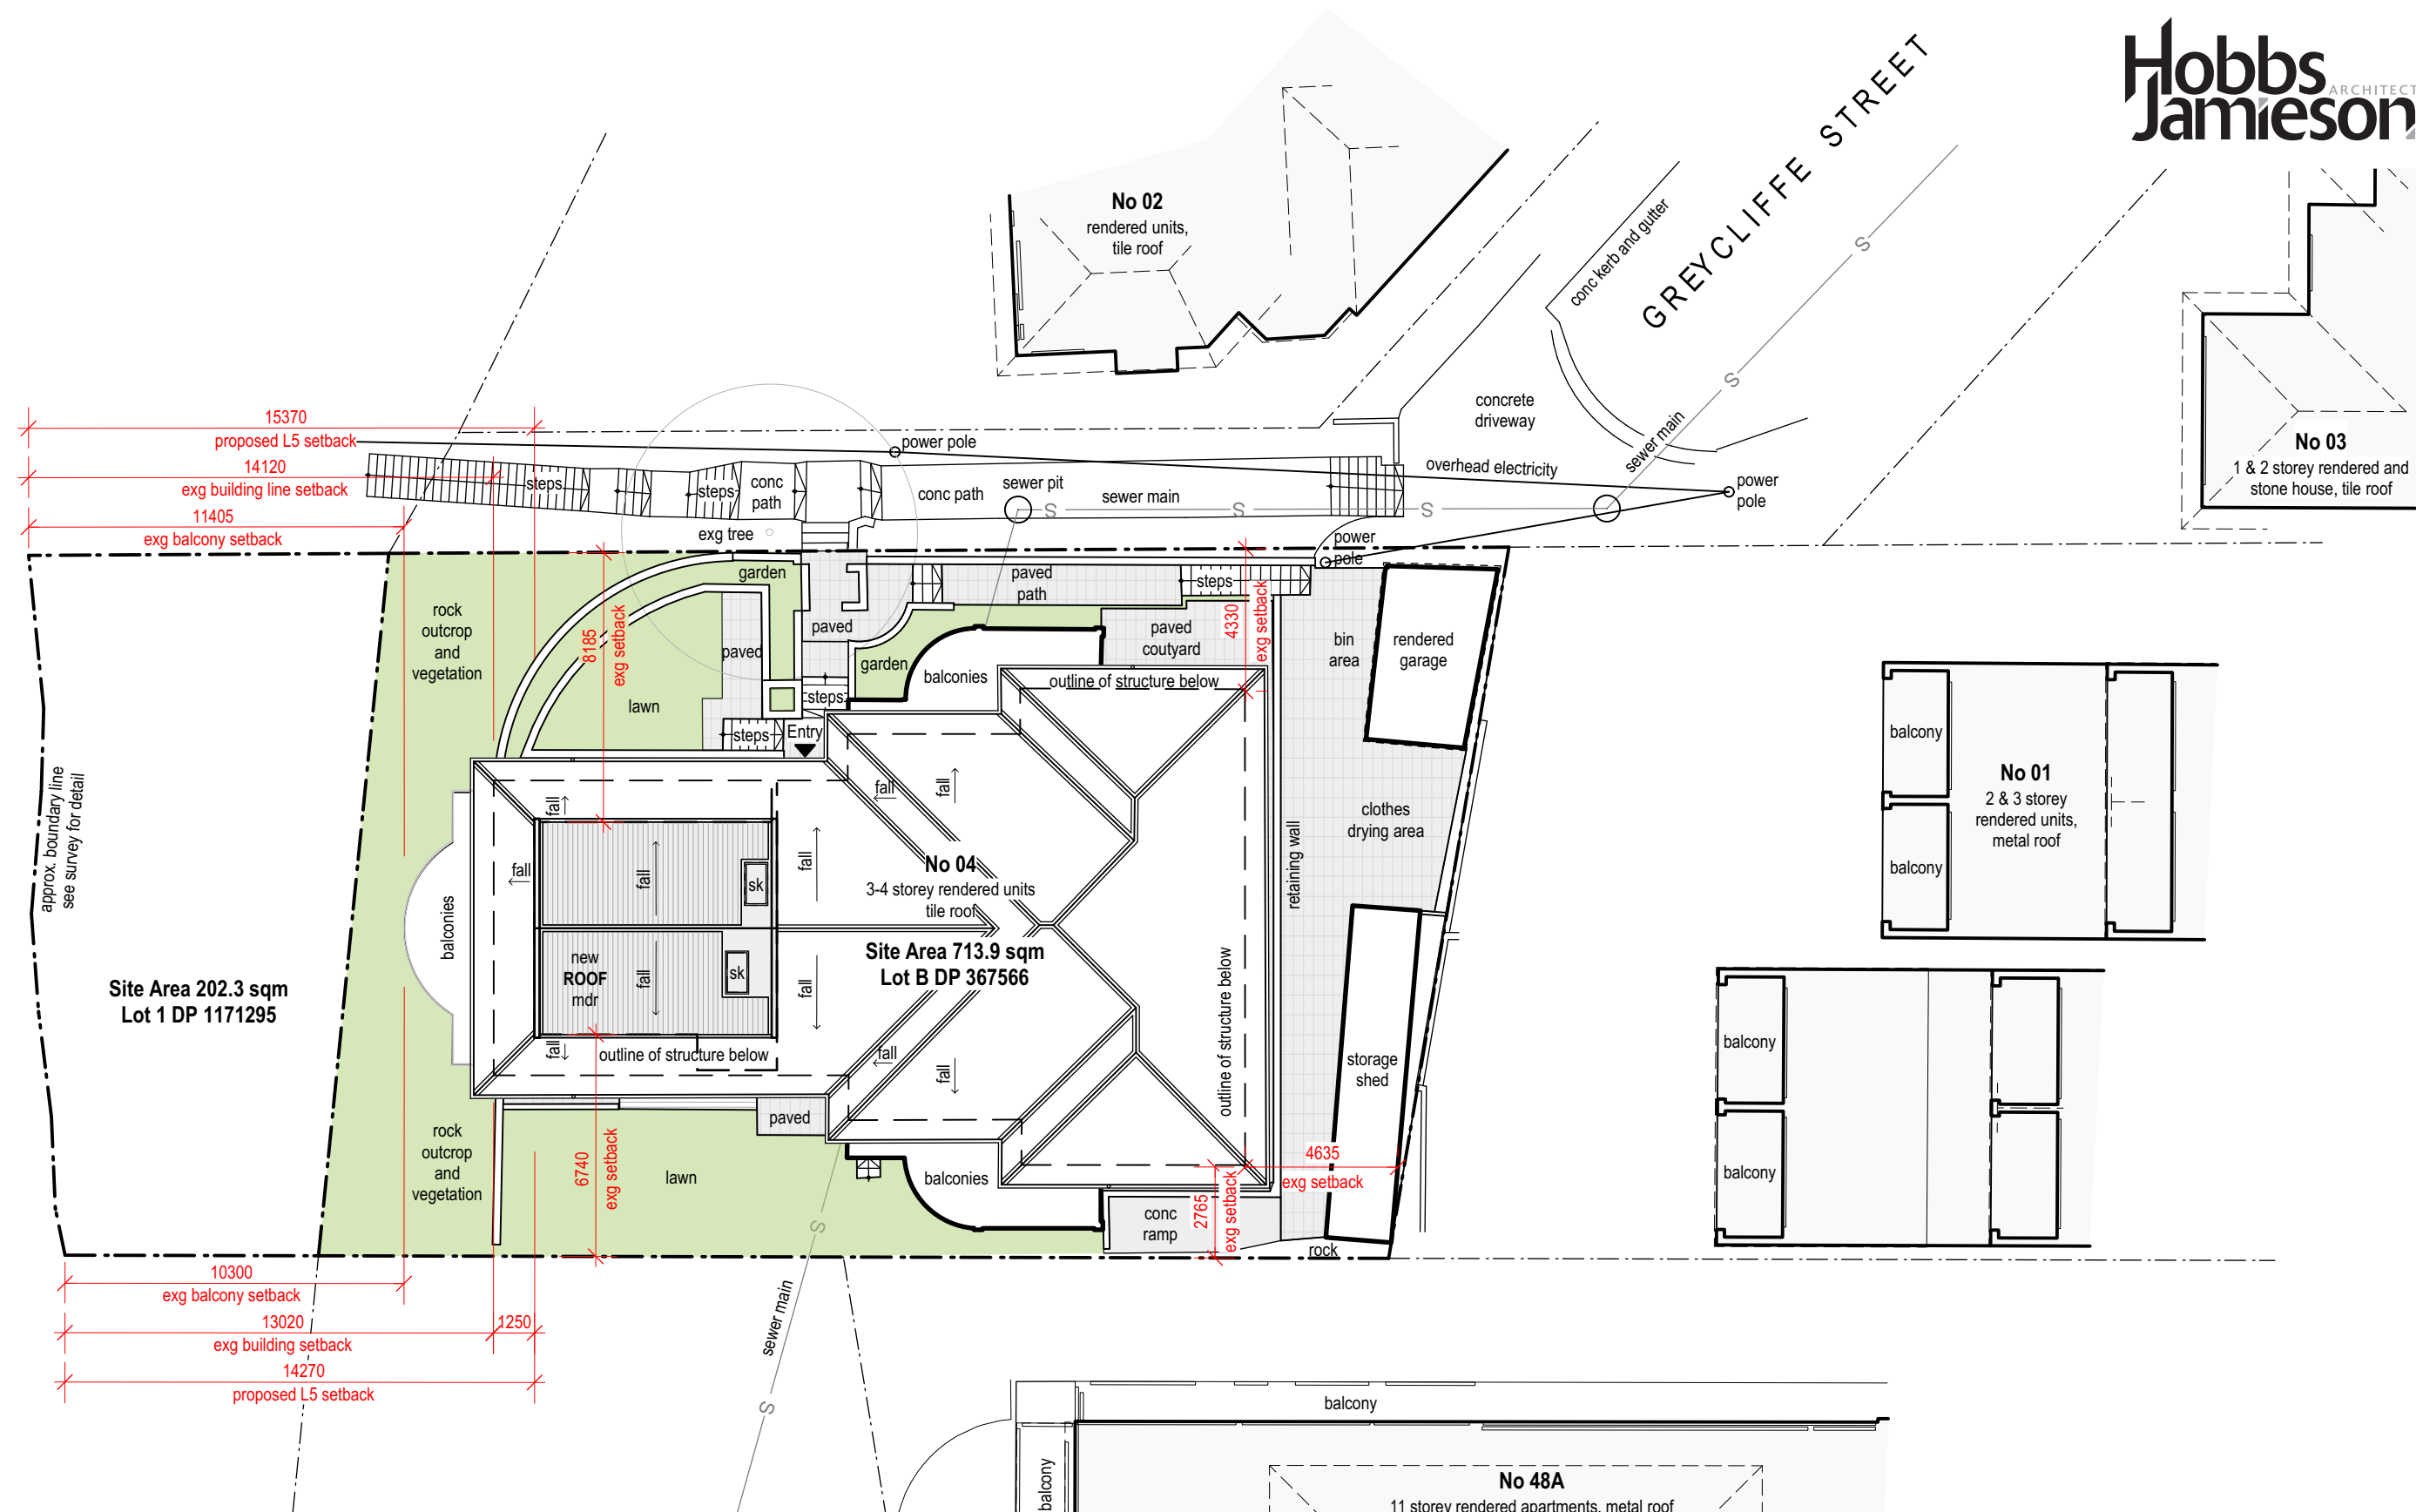 Hobbs
ARCHITECT
Jamieson
GREYCLIFFE STREET
No 02
rendered units,
tile roof
conc kerb and gutter
concrete
driveway
sewer main
S
S
No 03
1 & 2 storey rendered and
stone house, tile roof
15370
proposed L5 setback
14120
exg building line setback
11405
exg balcony setback
power pole
overhead electricity
power
pole
steps
steps
conc
path
conc path
sewer pit
sewer main
S
S
S
exg tree
power
pole
garden
paved
path
steps
rock
outcrop
and
vegetation
8185
exg setback
paved
paved
garden
balconies
paved
coutyard
4330
exg setback
bin
area
rendered
garage
lawn
steps
steps
Entry
outline of structure below
balcony
No 01
2 & 3 storey
rendered units,
metal roof
balcony
approx. boundary line
see survey for detail
fall
fall
fall
fall
fall
fall
sk
No 04
3-4 storey rendered units
tile roof
clothes
drying area
retaining wall
balconies
Site Area 713.9 sqm
Lot B DP 367566
new
ROOF
mdr
fall
sk
fall
Site Area 202.3 sqm
Lot 1 DP 1171295
outline of structure below
fall
outline of structure below
fall
fall
storage
shed
balcony
balcony
rock
outcrop
and
vegetation
paved
6740
exg setback
lawn
balconies
4635
exg setback
2765
exg setback
conc
ramp
rock
S
10300
exg balcony setback
13020
1250
exg building setback
14270
proposed L5 setback
sewer main
S
balcony
balcony
No 48A
11 storey rendered apartments, metal roof